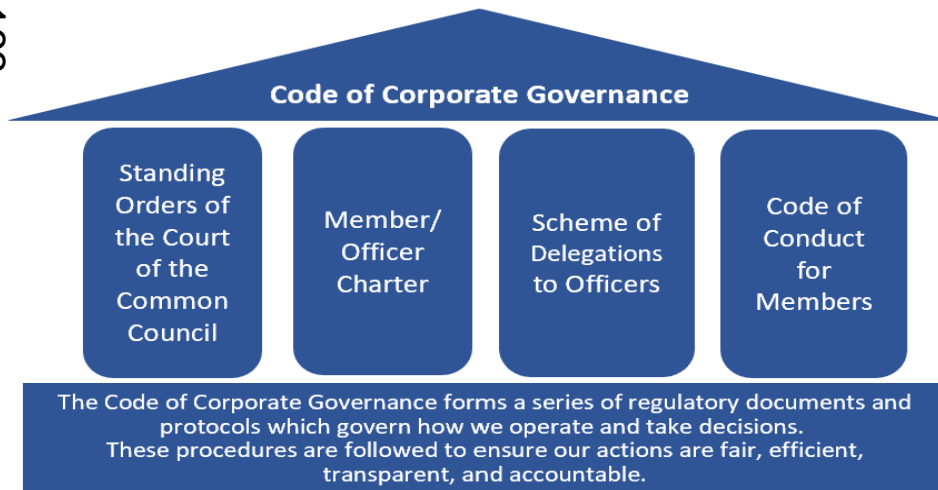 Code of Corporate Governance
Standing
Orders of
the Court
of the
Common
Council
Member/
Officer
Charter
Scheme of
Delegations
to Officers
Code of
Conduct
for
Members
The Code of Corporate Governance forms a series of regulatory documents and
protocols which govern how we operate and take decisions.
These procedures are followed to ensure our actions are fair, efficient,
transparent, and accountable.